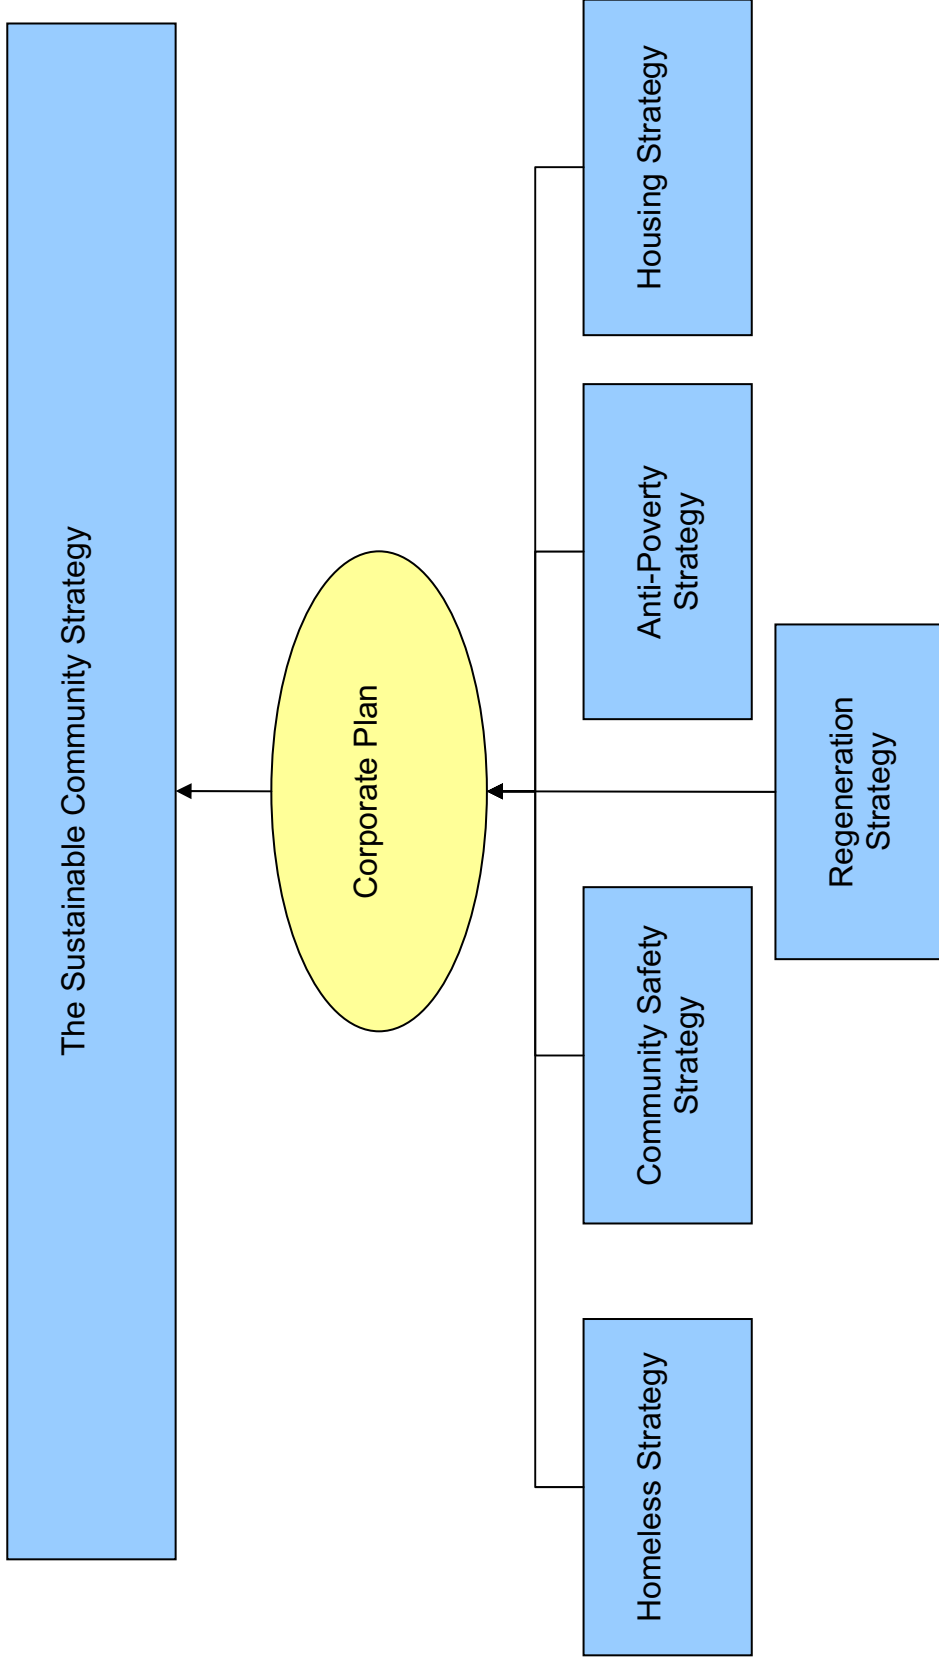 The Sustainable Community Strategy
Corporate Plan
Homeless Strategy
Community Safety
Strategy
Anti-Poverty
Strategy
Housing Strategy
Regeneration
Strategy